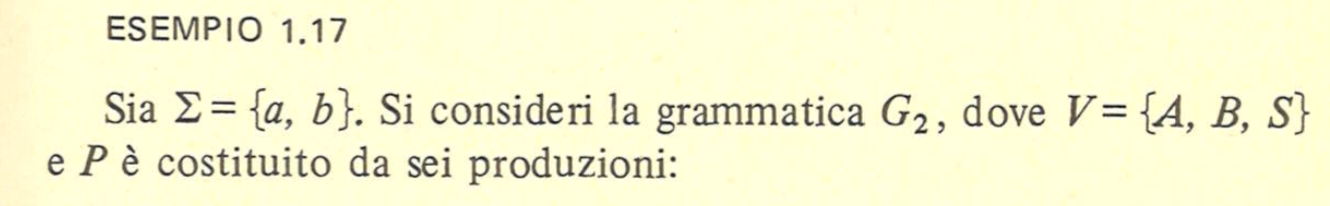 ESEMPIO 1.17
Sia Σ = {a, b}. Si consideri la grammatica G₂, dove V = {A, B, S}
e P è costituito da sei produzioni: